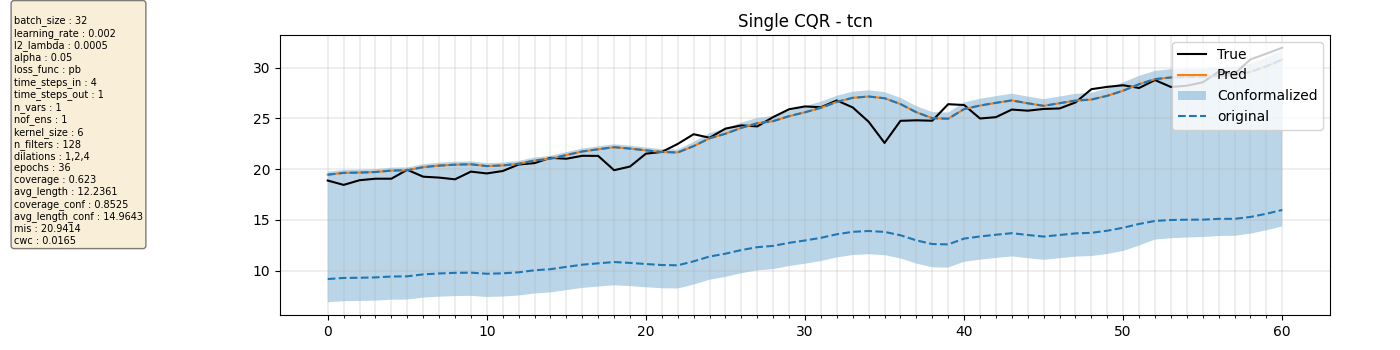 batch_size : 32
learning_rate : 0.002
l2_lambda : 0.0005
alpha : 0.05
loss_func : pb
time_steps_in : 4
time_steps_out : 1
n_vars : 1
nof_ens : 1
kernel_size : 6
n_filters : 128
dilations : 1,2,4
epochs : 36
coverage : 0.623
avg_length : 12.2361
coverage_conf : 0.8525
avg_length_conf : 14.9643
mis : 20.9414
cwc : 0.0165
Single CQR - tcn
True
Pred
Conformalized
original
30
25
20
15
10
0 10 20 30 40 50 60